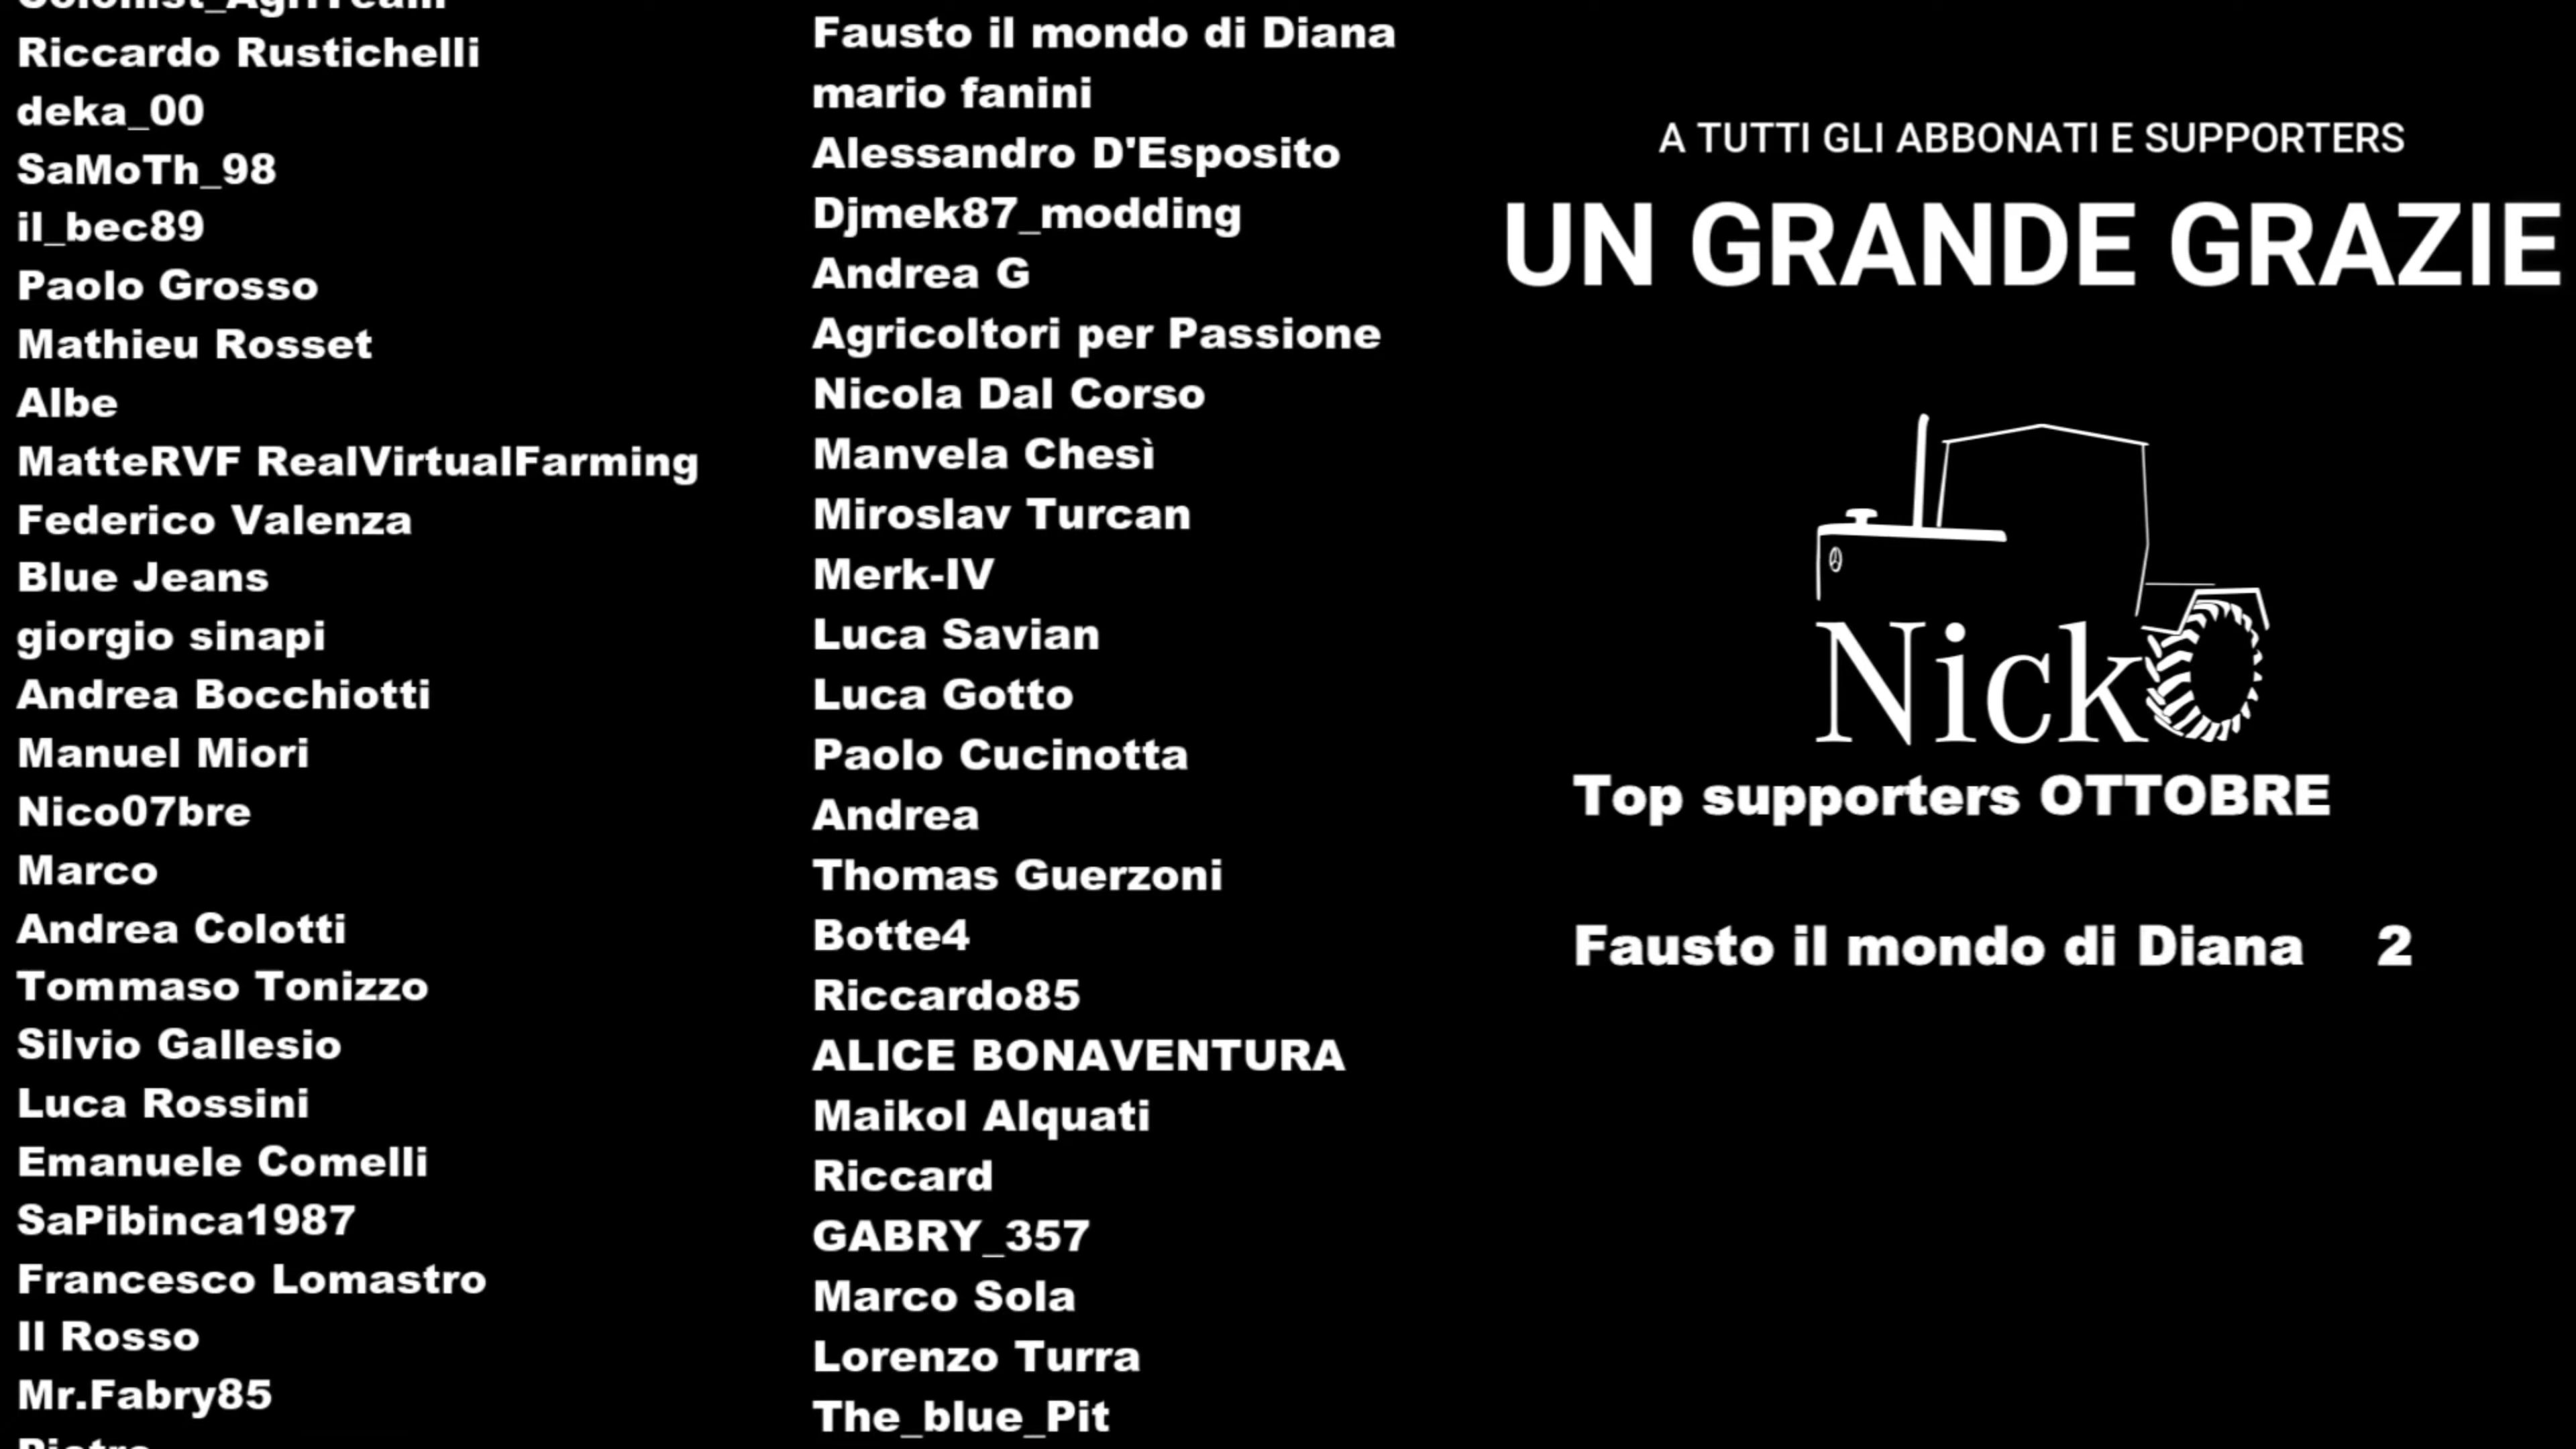 Colonist_AgriTeam
Riccardo Rustichelli
deka_00
SaMoTh_98
il_bec89
Paolo Grosso
Mathieu Rosset
Albe
MatteRVF RealVirtualFarming
Federico Valenza
Blue Jeans
giorgio sinapi
Andrea Bocchiotti
Manuel Miori
Nico07bre
Marco
Andrea Colotti
Tommaso Tonizzo
Silvio Gallesio
Luca Rossini
Emanuele Comelli
SaPibinca1987
Francesco Lomastro
Il Rosso
Mr.Fabry85
Fausto il mondo di Diana
mario fanini
Alessandro D'Esposito
Djmek87_modding
Andrea G
Agricoltori per Passione
Nicola Dal Corso
Manvela Chesì
Miroslav Turcan
Merk-IV
Luca Savian
Luca Gotto
Paolo Cucinotta
Andrea
Thomas Guerzoni
Botte4
Riccardo85
ALICE BONAVENTURA
Maikol Alquati
Riccard
GABRY_357
Marco Sola
Lorenzo Turra
The_blue_Pit
A TUTTI GLI ABBONATI E SUPPORTERS
UN GRANDE GRAZIE
Nick
Top supporters OTTOBRE
Fausto il mondo di Diana 2